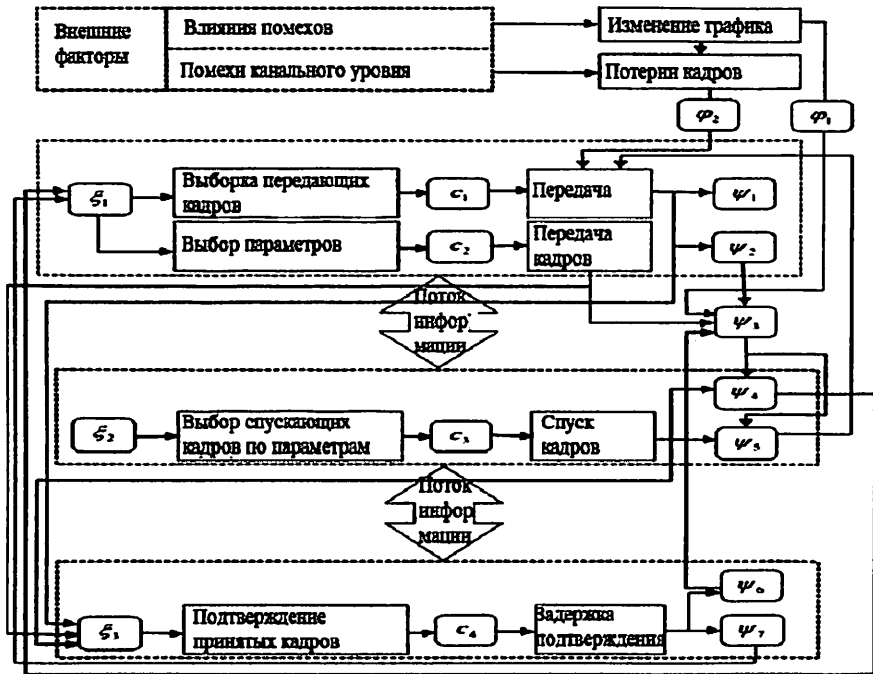 Внешние
факторы
Влияния помехов
Помехи канального уровня
Изменение трафика
Потерии кадров
φ₂
φ₁
ξ₁
Выборка передающих
кадров
c₁
Передача
ψ₁
Выбор параметров
c₂
Передача
кадров
ψ₂
Поток
инфор
мации
ψ₃
ψ₄
ξ₂
Выбор спускающих
кадров по параметрам
c₃
Спуск
кадров
ψ₅
Поток
инфор
мации
ψ₆
ξ₃
Подтверждение
принятых кадров
c₄
Задержка
подтверждения
ψ₇